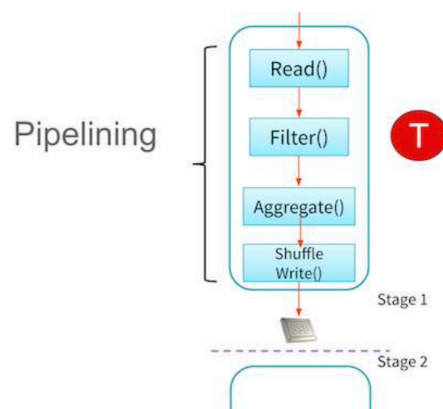 Read()
Pipelining
Filter()
T
Aggregate()
Shuffle
Write()
Stage 1
Stage 2